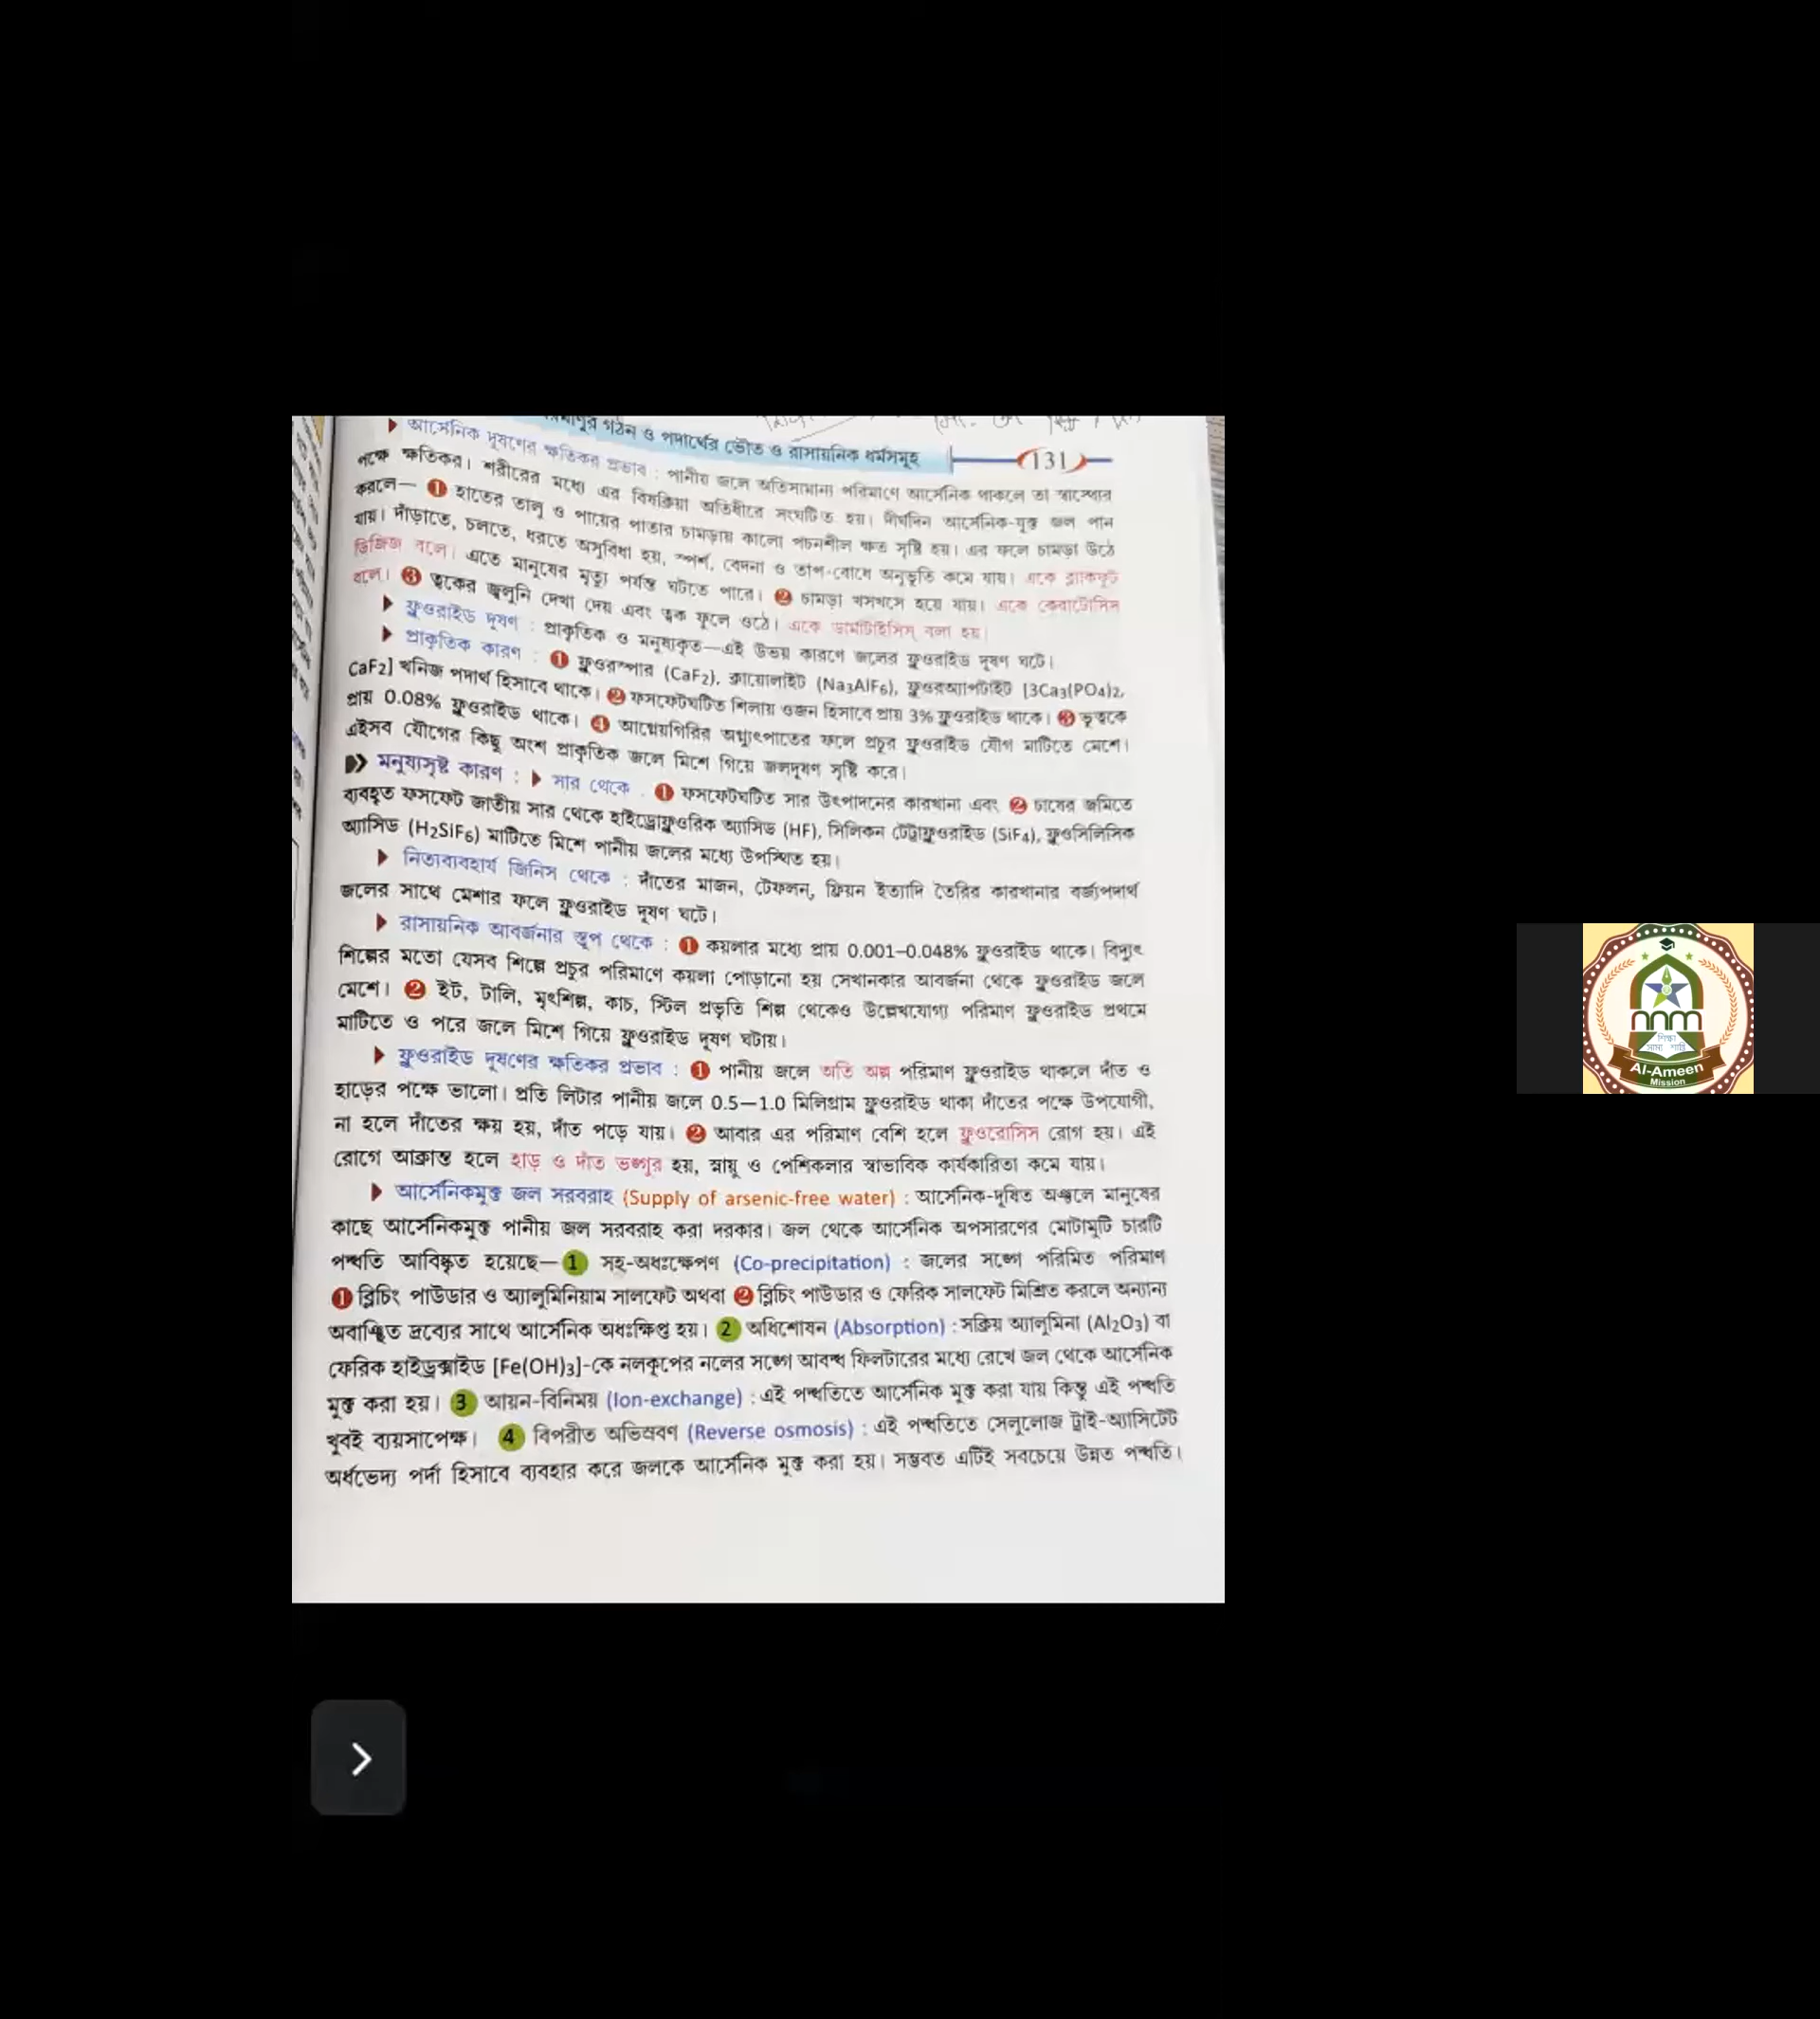 গঠন ও পদার্থের ভৌত ও রাসায়নিক ধর্মসমূহ
131
আর্সেনিক দূষণের ক্ষতিকর প্রভাব : পানীয় জলে অতিসামান্য পরিমাণে আর্সেনিক থাকলে তা স্বাস্থ্যের
পক্ষে ক্ষতিকর। শরীরের মধ্যে এর বিষক্রিয়া অতিধীরে সংঘটিত হয়। দীর্ঘদিন আর্সেনিক-যুক্ত জল পান
করলে— 1 হাতের তালু ও পায়ের পাতার চামড়ায় কালো পচনশীল ক্ষত সৃষ্টি হয়। এর ফলে চামড়া উঠে
যায়। দাঁড়াতে, চলতে, ধরতে অসুবিধা হয়, স্পর্শ, বেদনা ও তাপ-বোধে অনুভূতি কমে যায়। একে ব্ল্যাকফুট
ডিজিজ বলে। এতে মানুষের মৃত্যু পর্যন্ত ঘটতে পারে। 2 চামড়া খসখসে হয়ে যায়। একে কেরাটোসিস
বলে। 3 ত্বকের জ্বলুনি দেখা দেয় এবং ত্বক ফুলে ওঠে। একে ডার্মাটাইসিস্ বলা হয়।
ফ্লুওরাইড দূষণ : প্রাকৃতিক ও মনুষ্যকৃত—এই উভয় কারণে জলের ফ্লুওরাইড দূষণ ঘটে।
প্রাকৃতিক কারণ : 1 ফ্লুওরস্পার (CaF₂), ক্রায়োলাইট (Na₃AlF₆), ফ্লুওরঅ্যাপটাইট [3Ca₃(PO₄)₂,
CaF₂] খনিজ পদার্থ হিসাবে থাকে। 2 ফসফেটঘটিত শিলায় ওজন হিসাবে প্রায় 3% ফ্লুওরাইড থাকে। 3 ভূত্বকে
প্রায় 0.08% ফ্লুওরাইড থাকে। 4 আগ্নেয়গিরির অগ্ন্যুৎপাতের ফলে প্রচুর ফ্লুওরাইড যৌগ মাটিতে মেশে।
এইসব যৌগের কিছু অংশ প্রাকৃতিক জলে মিশে গিয়ে জলদূষণ সৃষ্টি করে।
মনুষ্যসৃষ্ট কারণ : সার থেকে : 1 ফসফেটঘটিত সার উৎপাদনের কারখানা এবং 2 চাষের জমিতে
ব্যবহৃত ফসফেট জাতীয় সার থেকে হাইড্রোফ্লুওরিক অ্যাসিড (HF), সিলিকন টেট্রাফ্লুওরাইড (SiF₄), ফ্লুওসিলিসিক
অ্যাসিড (H₂SiF₆) মাটিতে মিশে পানীয় জলের মধ্যে উপস্থিত হয়।
নিত্যব্যবহার্য জিনিস থেকে : দাঁতের মাজন, টেফলন্, ফ্রিয়ন ইত্যাদি তৈরির কারখানার বর্জ্যপদার্থ
জলের সাথে মেশার ফলে ফ্লুওরাইড দূষণ ঘটে।
রাসায়নিক আবর্জনার স্তূপ থেকে : 1 কয়লার মধ্যে প্রায় 0.001–0.048% ফ্লুওরাইড থাকে। বিদ্যুৎ
শিল্পের মতো যেসব শিল্পে প্রচুর পরিমাণে কয়লা পোড়ানো হয় সেখানকার আবর্জনা থেকে ফ্লুওরাইড জলে
মেশে। 2 ইট, টালি, মৃৎশিল্প, কাচ, স্টিল প্রভৃতি শিল্প থেকেও উল্লেখযোগ্য পরিমাণ ফ্লুওরাইড প্রথমে
মাটিতে ও পরে জলে মিশে গিয়ে ফ্লুওরাইড দূষণ ঘটায়।
ফ্লুওরাইড দূষণের ক্ষতিকর প্রভাব : 1 পানীয় জলে অতি অল্প পরিমাণ ফ্লুওরাইড থাকলে দাঁত ও
হাড়ের পক্ষে ভালো। প্রতি লিটার পানীয় জলে 0.5—1.0 মিলিগ্রাম ফ্লুওরাইড থাকা দাঁতের পক্ষে উপযোগী,
না হলে দাঁতের ক্ষয় হয়, দাঁত পড়ে যায়। 2 আবার এর পরিমাণ বেশি হলে ফ্লুওরোসিস রোগ হয়। এই
রোগে আক্রান্ত হলে হাড় ও দাঁত ভঙ্গুর হয়, স্নায়ু ও পেশিকলার স্বাভাবিক কার্যকারিতা কমে যায়।
আর্সেনিকমুক্ত জল সরবরাহ (Supply of arsenic-free water) : আর্সেনিক-দূষিত অঞ্চলে মানুষের
কাছে আর্সেনিকমুক্ত পানীয় জল সরবরাহ করা দরকার। জল থেকে আর্সেনিক অপসারণের মোটামুটি চারটি
পদ্ধতি আবিষ্কৃত হয়েছে— 1 সহ-অধঃক্ষেপণ (Co-precipitation) : জলের সঙ্গে পরিমিত পরিমাণ
1 ব্লিচিং পাউডার ও অ্যালুমিনিয়াম সালফেট অথবা 2 ব্লিচিং পাউডার ও ফেরিক সালফেট মিশ্রিত করলে অন্যান্য
অবাঞ্ছিত দ্রব্যের সাথে আর্সেনিক অধঃক্ষিপ্ত হয়। 2 অধিশোষন (Absorption) : সক্রিয় অ্যালুমিনা (Al₂O₃) বা
ফেরিক হাইড্রক্সাইড [Fe(OH)₃]-কে নলকূপের নলের সঙ্গে আবদ্ধ ফিলটারের মধ্যে রেখে জল থেকে আর্সেনিক
মুক্ত করা হয়। 3 আয়ন-বিনিময় (Ion-exchange) : এই পদ্ধতিতে আর্সেনিক মুক্ত করা যায় কিন্তু এই পদ্ধতি
খুবই ব্যয়সাপেক্ষ। 4 বিপরীত অভিস্রবণ (Reverse osmosis) : এই পদ্ধতিতে সেলুলোজ ট্রাই-অ্যাসিটেট
অর্ধভেদ্য পর্দা হিসাবে ব্যবহার করে জলকে আর্সেনিক মুক্ত করা হয়। সম্ভবত এটিই সবচেয়ে উন্নত পদ্ধতি।
শিক্ষা
সাম্য শান্তি
Al-Ameen
Mission